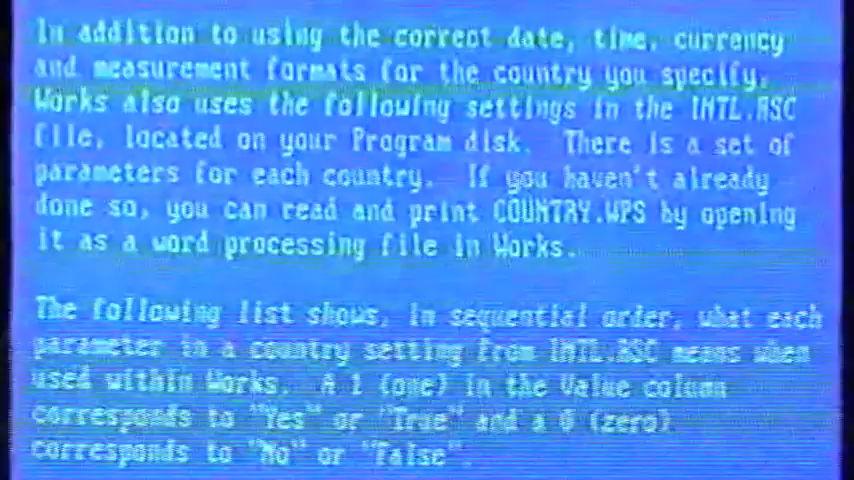 In addition to using the correct date, time, currency
and measurement formats for the country you specify,
Works also uses the following settings in the INTL.RSC
file, located on your Program disk.  There is a set of
parameters for each country.  If you haven't already
done so, you can read and print COUNTRY.WPS by opening
it as a word processing file in Works.
The following list shows, in sequential order, what each
parameter in a country setting from INTL.RSC means when
used within Works.  A 1 (one) in the Value column
corresponds to "Yes" or "True" and a 0 (zero)
corresponds to "No" or "False".